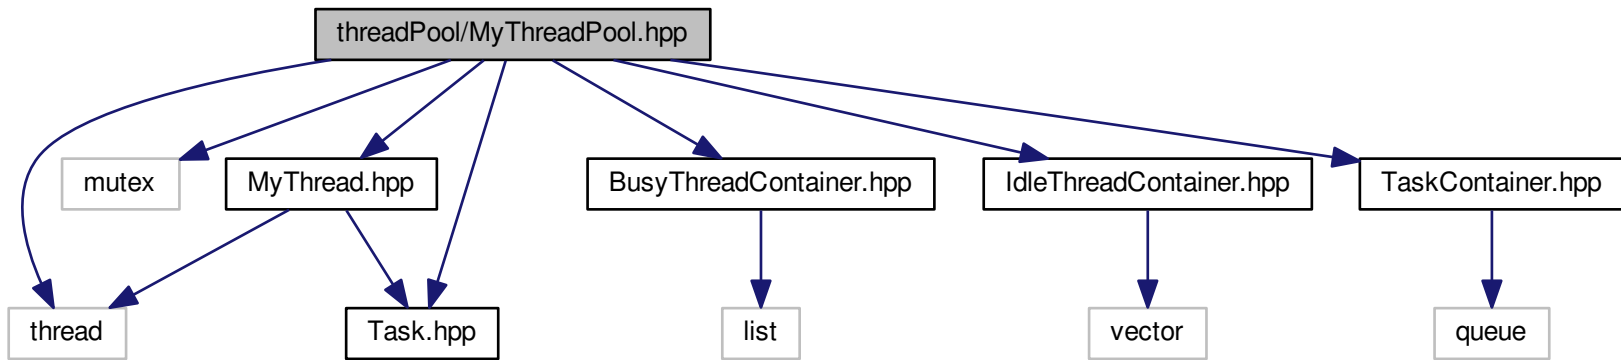 threadPool/MyThreadPool.hpp
mutex
MyThread.hpp
BusyThreadContainer.hpp
IdleThreadContainer.hpp
TaskContainer.hpp
thread
Task.hpp
list
vector
queue